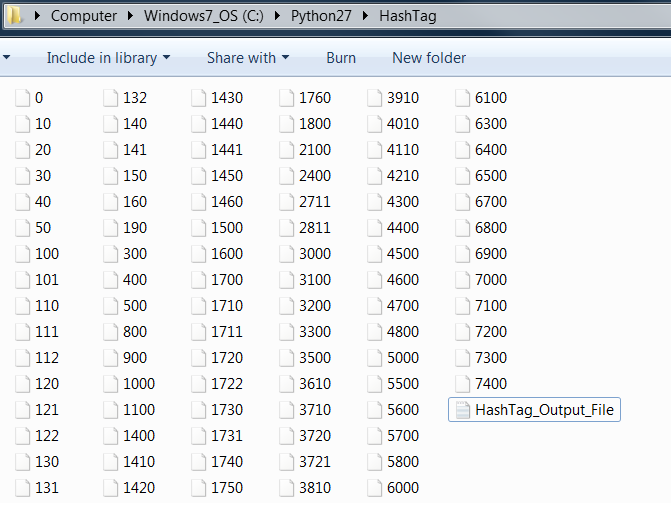 Computer Windows7_OS (C:) Python27 HashTag
Include in library Share with Burn New folder
0 132 1430 1760 3910 6100
10 140 1440 1800 4010 6300
20 141 1441 2100 4110 6400
30 150 1450 2400 4210 6500
40 160 1460 2711 4300 6700
50 190 1500 2811 4400 6800
100 300 1600 3000 4500 6900
101 400 1700 3100 4600 7000
110 500 1710 3200 4700 7100
111 800 1711 3300 4800 7200
112 900 1720 3500 5000 7300
120 1000 1722 3610 5500 7400
121 1100 1730 3710 5600 HashTag_Output_File
122 1400 1731 3720 5700
130 1410 1740 3721 5800
131 1420 1750 3810 6000